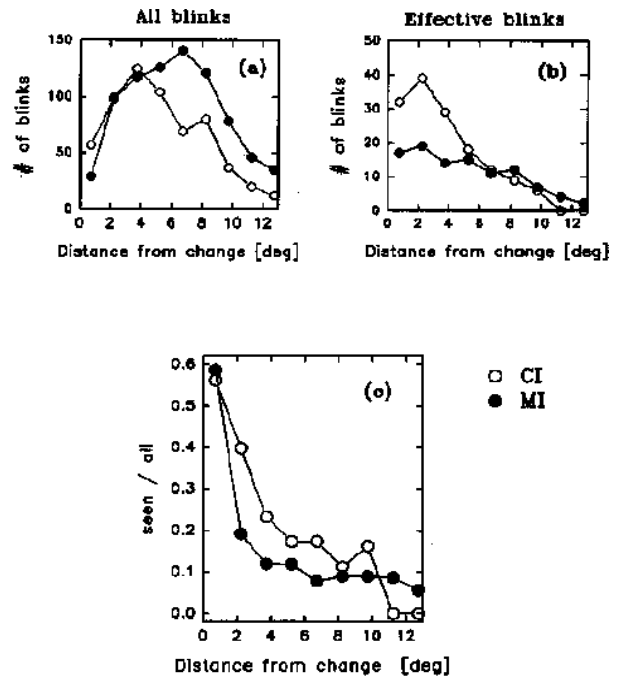 All blinks
Effective blinks
150
100
50
0
# of blinks
(a)
0 2 4 6 8 10 12
Distance from change [deg]
50
40
30
20
10
0
# of blinks
(b)
0 2 4 6 8 10 12
Distance from change [deg]
0.6
0.5
0.4
0.3
0.2
0.1
0.0
seen / all
(c)
0 2 4 6 8 10 12
Distance from change [deg]
CI
MI